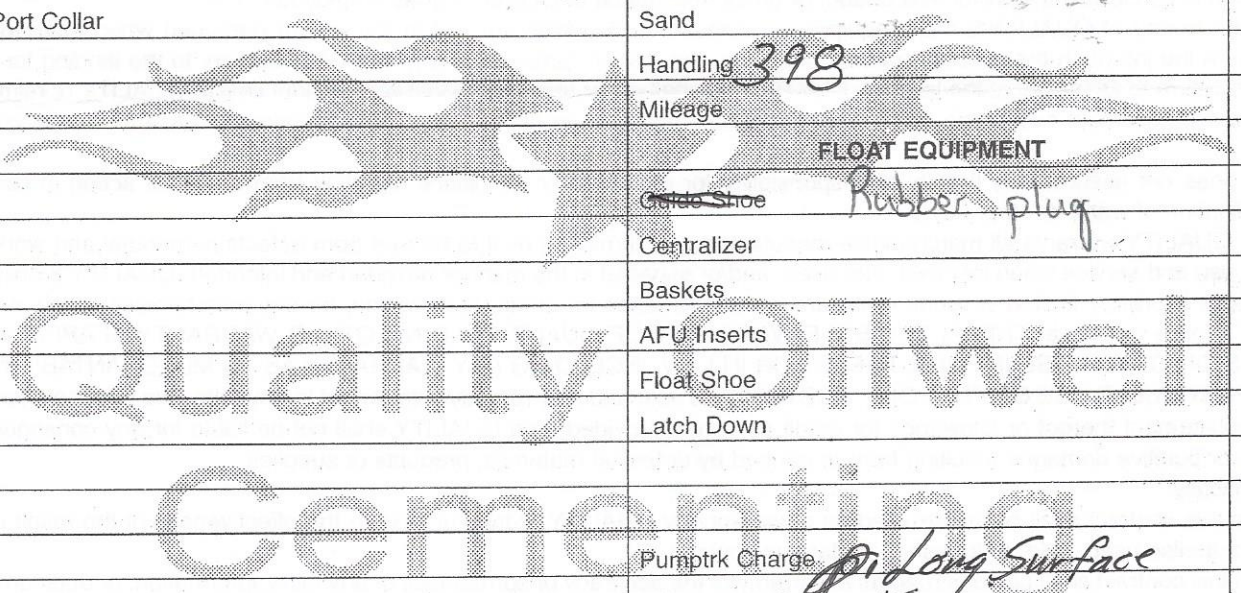 Port Collar
Sand
Handling 398
Mileage
FLOAT EQUIPMENT
Guide Shoe
Rubber plug
Centralizer
Baskets
AFU Inserts
Float Shoe
Latch Down
Quality Oilwell
Cementing
Pumptrk Charge Long Surface